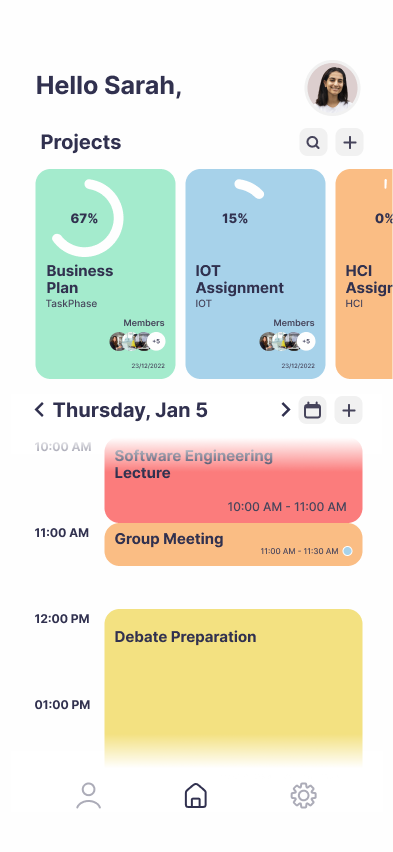 Hello Sarah,
Projects
67%
Business
Plan
TaskPhase
Members
+5
23/12/2022
15%
IOT
Assignment
IOT
Members
+5
23/12/2022
0%
HCI
Assign
HCI
Thursday, Jan 5
10:00 AM
Software Engineering
Lecture
10:00 AM - 11:00 AM
11:00 AM
Group Meeting
11:00 AM - 11:30 AM
12:00 PM
Debate Preparation
01:00 PM